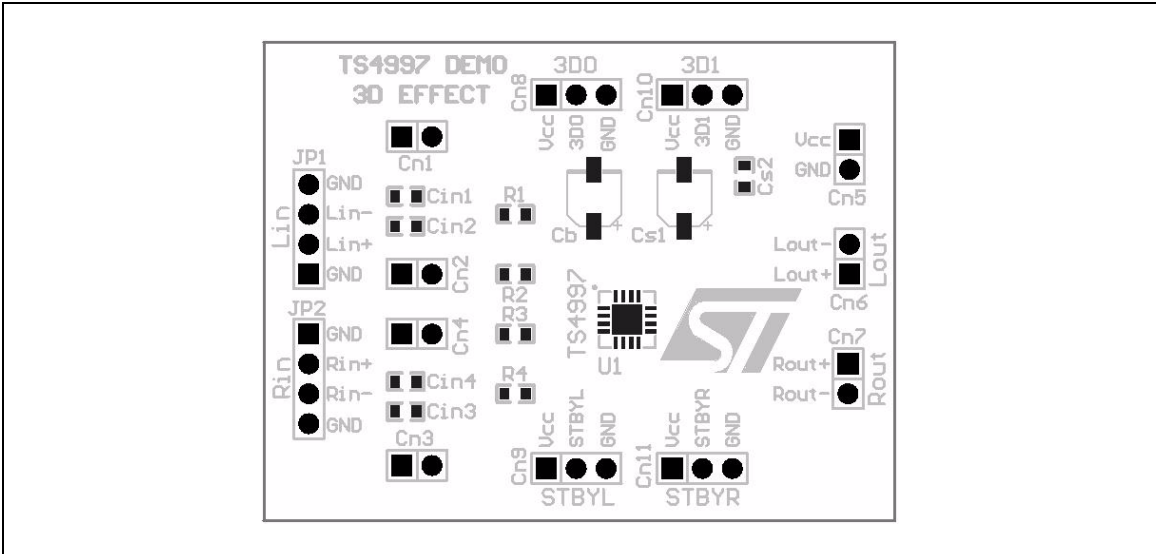 TS4997 DEMO
3D EFFECT
Cn8
3D0
Vcc
3D0
GND
Cn10
3D1
Vcc
3D1
GND
Cn1
Vcc
GND
Cn5
JP1
Lin
GND
Lin-
Lin+
GND
Cin1
Cin2
Cn2
R1
R2
Cb
Cs1
Cs2
Lout-
Lout+
Lout
Cn6
JP2
Rin
GND
Rin+
Rin-
GND
Cn4
Cin4
Cin3
Cn3
R3
R4
TS4997
U1
ST
Cn7
Rout+
Rout-
Rout
Cn9
Vcc
STBYL
GND
STBYL
Cn11
Vcc
STBYR
GND
STBYR